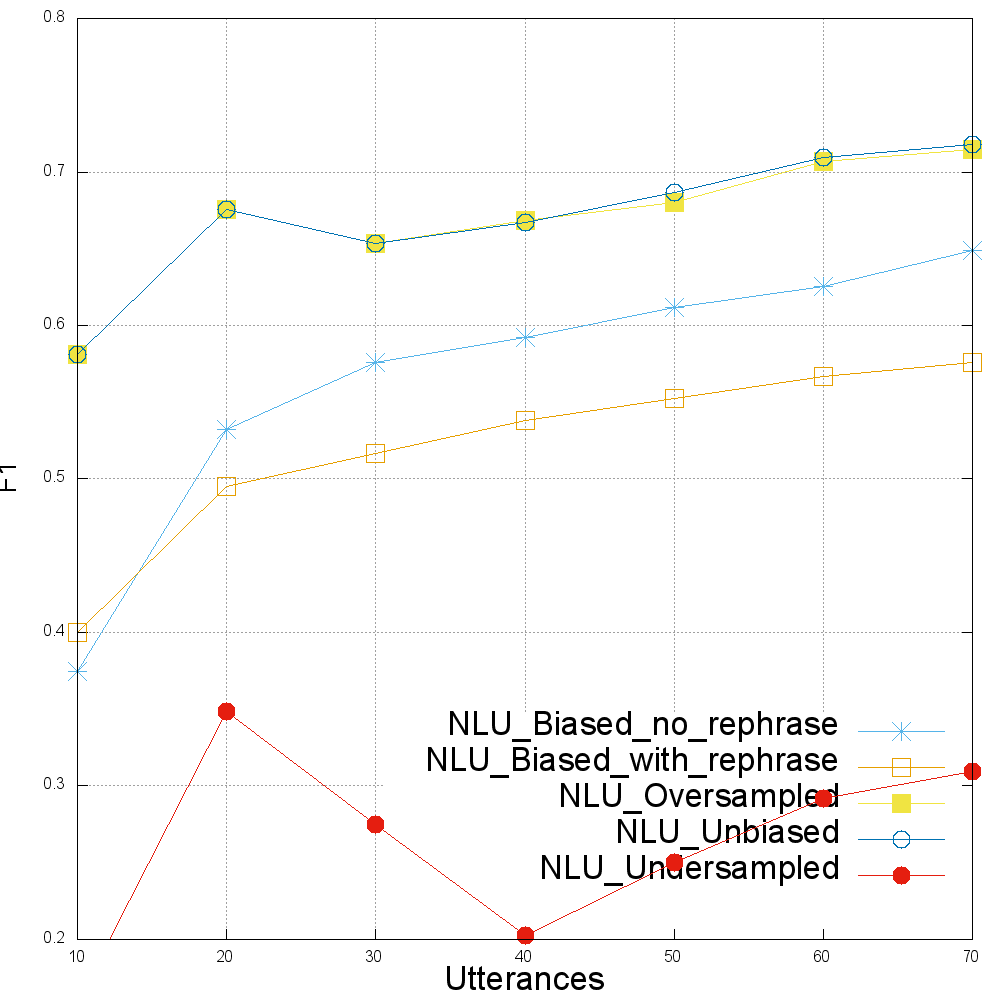 0.8
0.7
0.6
0.5
0.4
0.3
0.2
F1
NLU_Biased_no_rephrase
NLU_Biased_with_rephrase
NLU_Oversampled
NLU_Unbiased
NLU_Undersampled
10 20 30 40 50 60 70
Utterances